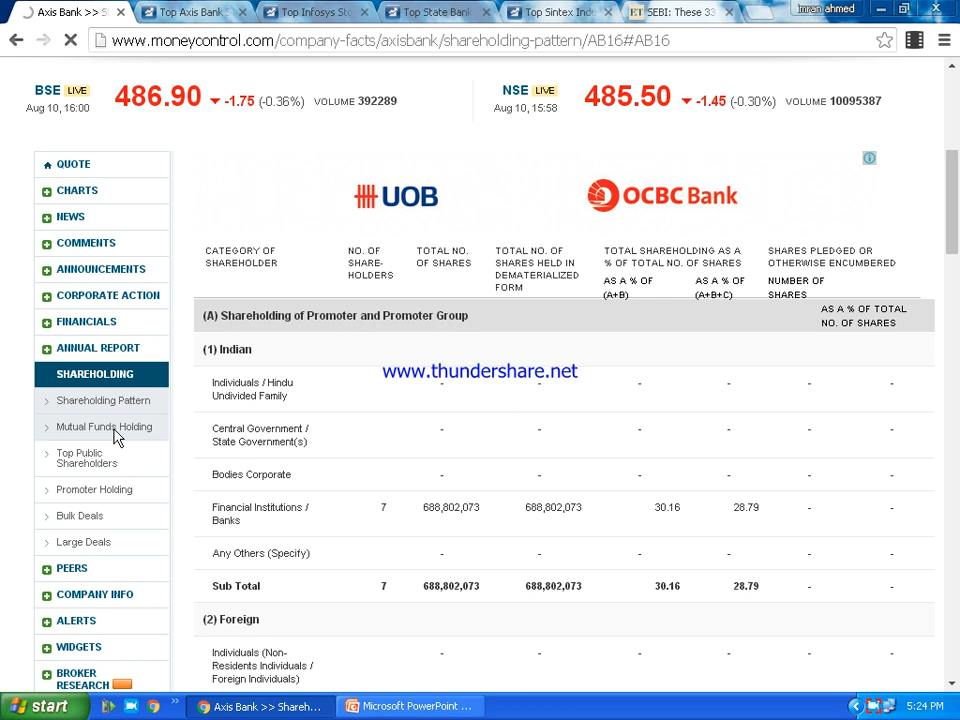 Axis Bank >> S
Top Axis Bank S
Top Infosys Sto
Top State Bank
Top Sintex Indu
ET SEBI: These 33
imran ahmed
www.moneycontrol.com/company-facts/axisbank/shareholding-pattern/AB16#AB16
BSE LIVE
Aug 10, 16:00
486.90 -1.75 (-0.36%) VOLUME 392289
NSE LIVE
Aug 10, 15:58
485.50 -1.45 (-0.30%) VOLUME 10095387
QUOTE
CHARTS
NEWS
COMMENTS
ANNOUNCEMENTS
CORPORATE ACTION
FINANCIALS
ANNUAL REPORT
SHAREHOLDING
Shareholding Pattern
Mutual Funds Holding
Top Public
Shareholders
Promoter Holding
Bulk Deals
Large Deals
PEERS
COMPANY INFO
ALERTS
WIDGETS
BROKER
RESEARCH
UOB
OCBC Bank
CATEGORY OF
SHAREHOLDER
NO. OF
SHARE-
HOLDERS
TOTAL NO.
OF SHARES
TOTAL NO. OF
SHARES HELD IN
DEMATERIALIZED
FORM
TOTAL SHAREHOLDING AS A
% OF TOTAL NO. OF SHARES
AS A % OF
(A+B)
AS A % OF
(A+B+C)
SHARES PLEDGED OR
OTHERWISE ENCUMBERED
NUMBER OF
SHARES
AS A % OF TOTAL
NO. OF SHARES
(A) Shareholding of Promoter and Promoter Group
(1) Indian
www.thundershare.net
Individuals / Hindu
Undivided Family
- - - - - -
Central Government /
State Government(s)
- - - - - -
Bodies Corporate - - - - - -
Financial Institutions /
Banks
7 688,802,073 688,802,073 30.16 28.79 - -
Any Others (Specify) - - - - - -
Sub Total 7 688,802,073 688,802,073 30.16 28.79 - -
(2) Foreign
Individuals (Non-
Residents Individuals /
Foreign Individuals)
- - - - - -
start
Axis Bank >> Shareh...
Microsoft PowerPoint ...
5:24 PM